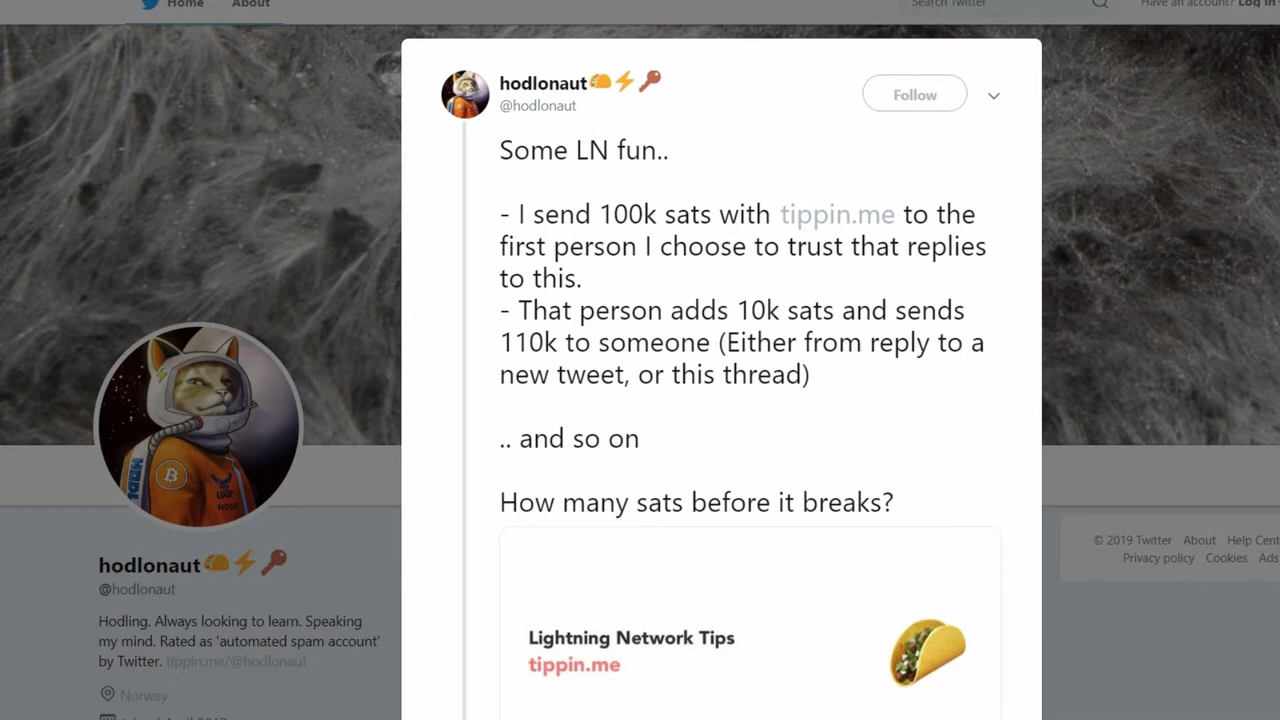 Home About Search Twitter Have an account? Log in
hodlonaut🌮⚡🔑
@hodlonaut
Follow
Some LN fun..
- I send 100k sats with tippin.me to the
first person I choose to trust that replies
to this.
- That person adds 10k sats and sends
110k to someone (Either from reply to a
new tweet, or this thread)
.. and so on
How many sats before it breaks?
Lightning Network Tips
tippin.me
hodlonaut🌮⚡🔑
@hodlonaut
Hodling. Always looking to learn. Speaking
my mind. Rated as 'automated spam account'
by Twitter. tippin.me/@hodlonaut
Norway
© 2019 Twitter About Help Cent
Privacy policy Cookies Ads